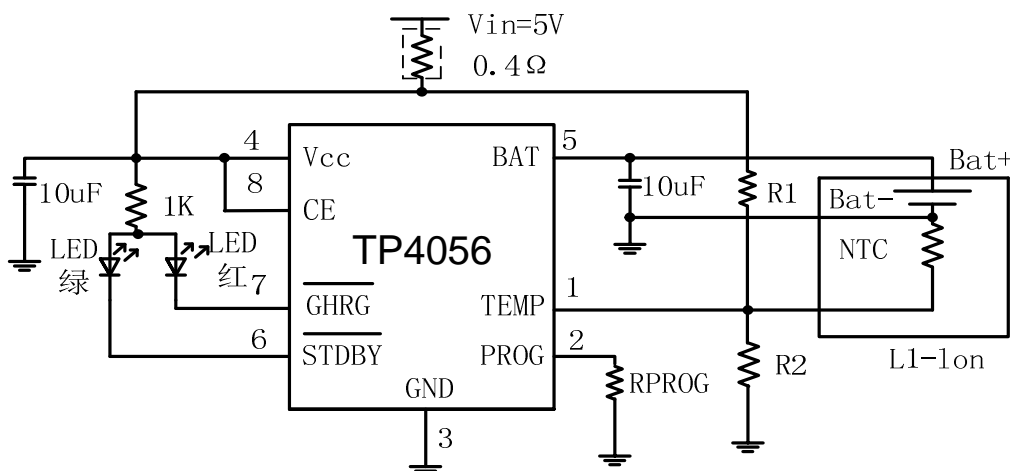 Vin=5V
0.4Ω
4
Vcc
BAT
5
Bat+
8
10uF
1K
CE
10uF
R1
Bat-
LED
绿
LED
红
TP4056
NTC
7
GHRG
TEMP
1
6
STDBY
PROG
2
RPROG
R2
L1-lon
GND
3